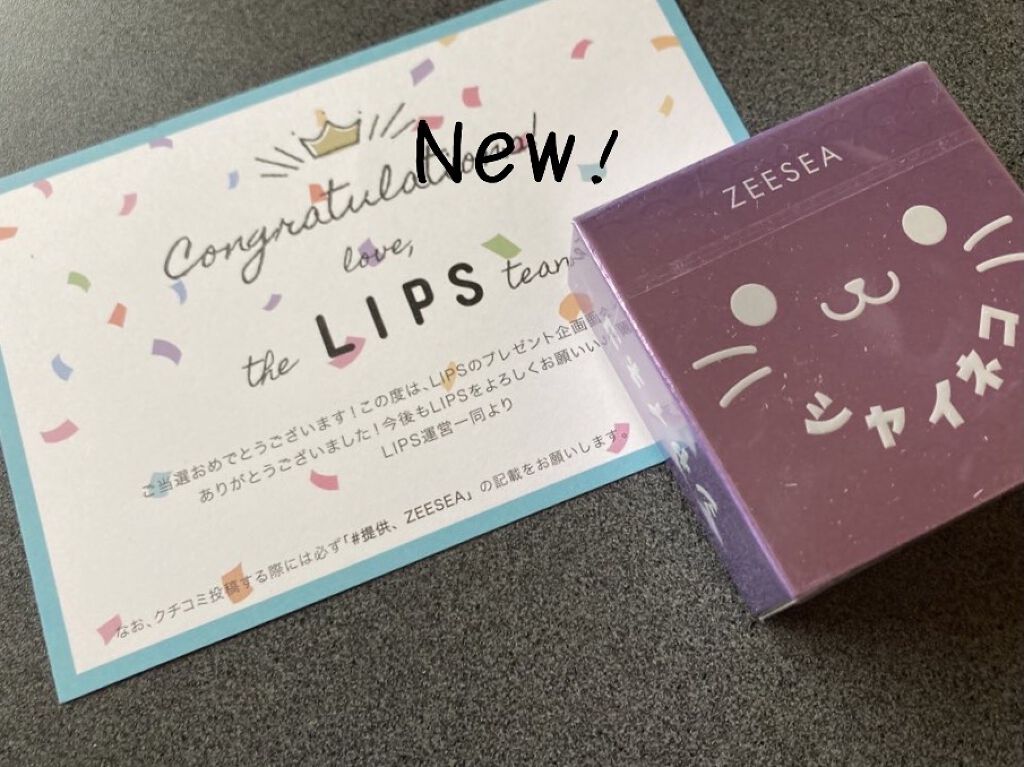 New!
Congratulations!
love,
the LIPS team
ご当選おめでとうございます！この度は、LIPSのプレゼント企画
ありがとうございました！今後もLIPSをよろしくお願いい
LIPS運営一同より
なお、クチコミ投稿する際には必ず「#提供、ZEESEA」の記載をお願いします。
ZEESEA
シャイネコ